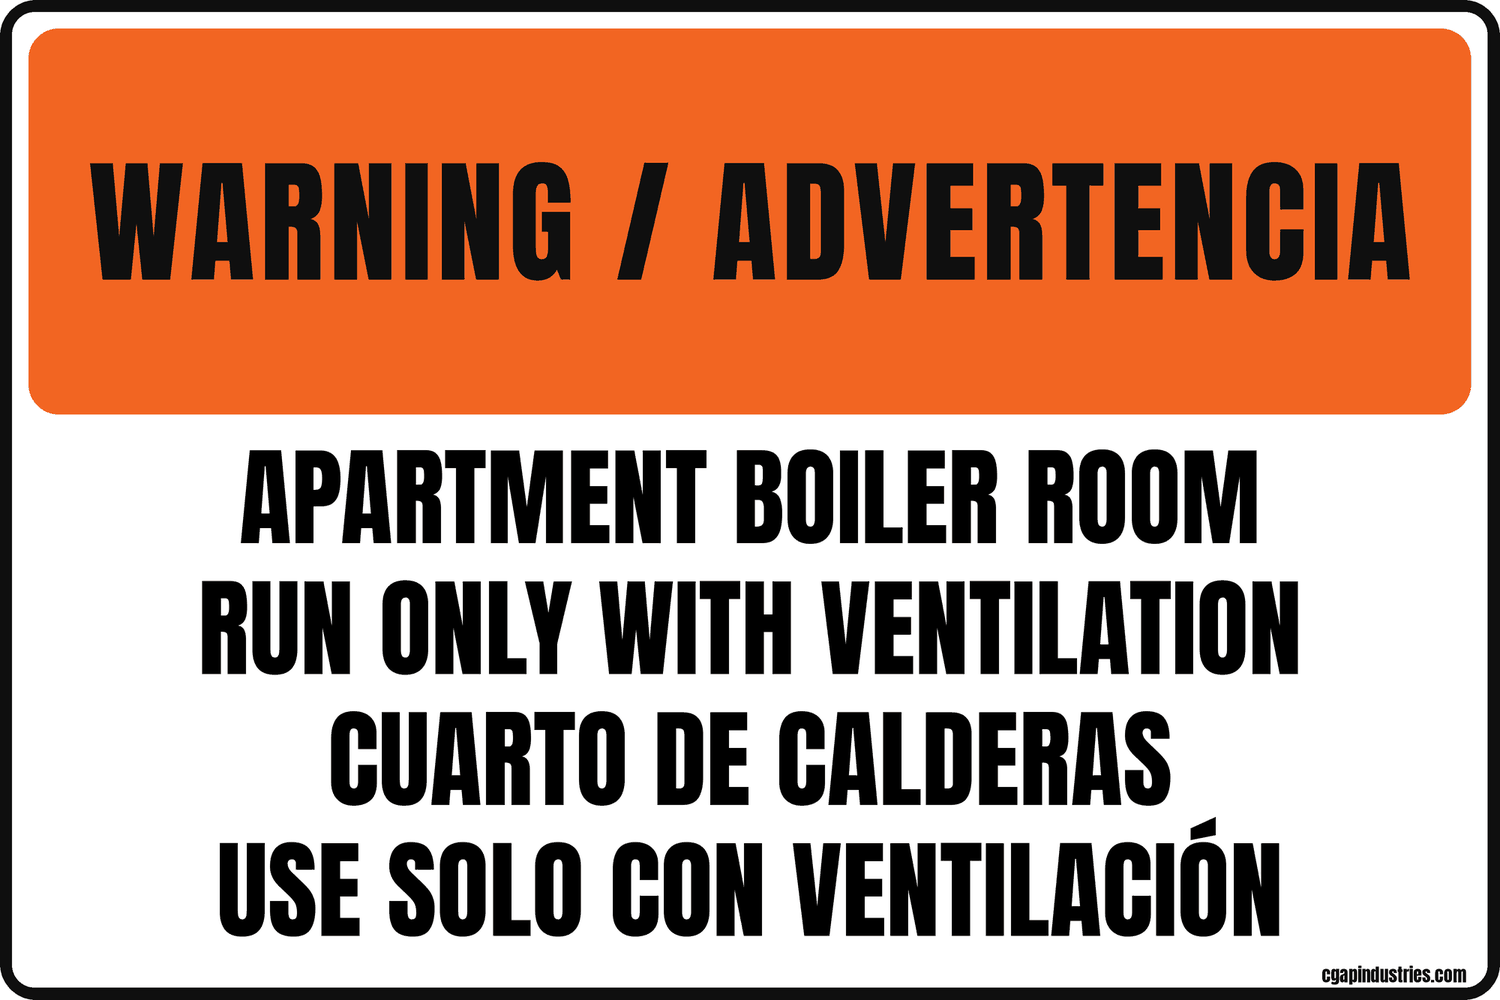 WARNING / ADVERTENCIA
APARTMENT BOILER ROOM
RUN ONLY WITH VENTILATION
CUARTO DE CALDERAS
USE SOLO CON VENTILACIÓN
cgapindustries.com